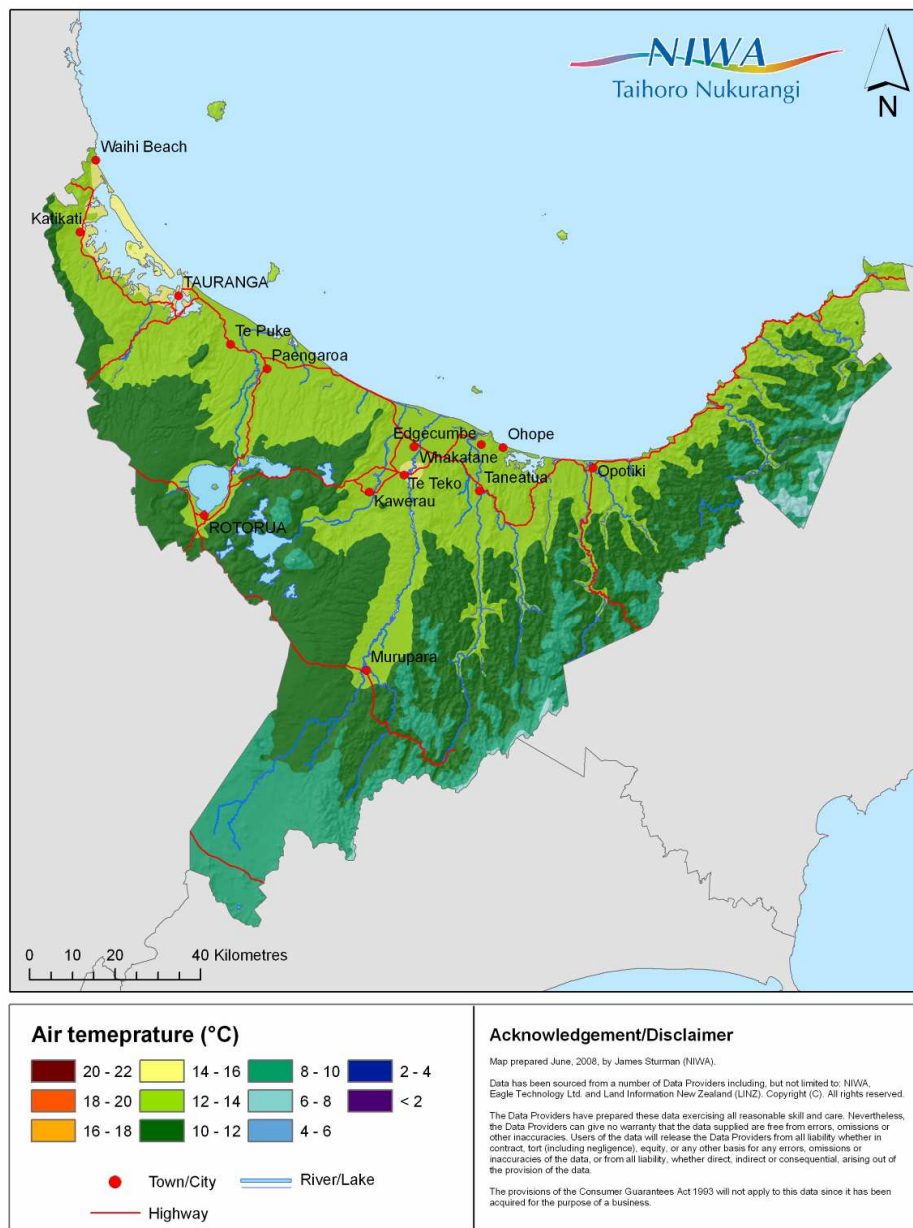 NIWA
Taihoro Nukurangi
N
Waihi Beach
Katikati
TAURANGA
Te Puke
Paengaroa
Edgecumbe
Ohope
Whakatane
Te Teko
Taneatua
Opotiki
Kawerau
ROTORUA
Murupara
0 10 20 40 Kilometres
Air temeprature (°C)
20 - 22
14 - 16
8 - 10
2 - 4
18 - 20
12 - 14
6 - 8
< 2
16 - 18
10 - 12
4 - 6
Town/City
River/Lake
Highway
Acknowledgement/Disclaimer
Map prepared June, 2008, by James Sturman (NIWA).
Data has been sourced from a number of Data Providers including, but not limited to: NIWA,
Eagle Technology Ltd. and Land Information New Zealand (LINZ). Copyright (C). All rights reserved.
The Data Providers have prepared these data exercising all reasonable skill and care. Nevertheless,
the Data Providers can give no warranty that the data supplied are free from errors, omissions or
other inaccuracies. Users of the data will release the Data Providers from all liability whether in
contract, tort (including negligence), equity, or any other basis for any errors, omissions or
inaccuracies of the data, or from all liability, whether direct, indirect or consequential, arising out of
the provision of the data.
The provisions of the Consumer Guarantees Act 1993 will not apply to this data since it has been
acquired for the purpose of a business.